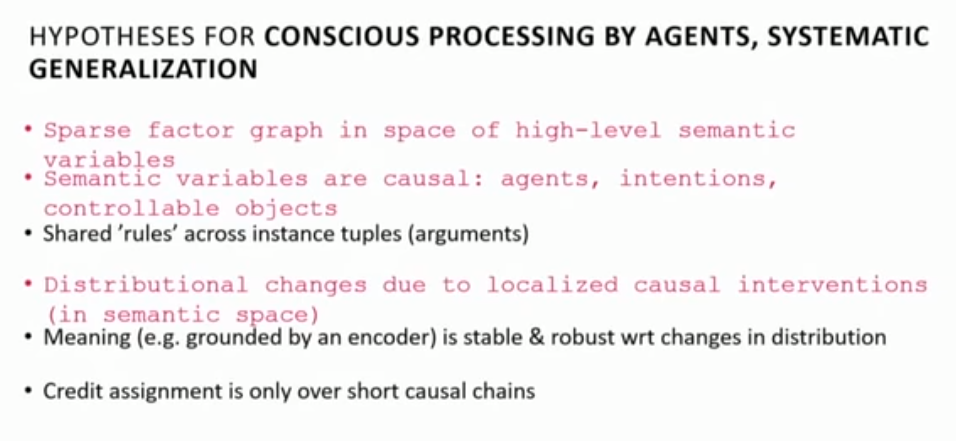 HYPOTHESES FOR CONSCIOUS PROCESSING BY AGENTS, SYSTEMATIC
GENERALIZATION
• Sparse factor graph in space of high-level semantic
variables
• Semantic variables are causal: agents, intentions,
controllable objects
• Shared ’rules’ across instance tuples (arguments)
• Distributional changes due to localized causal interventions
(in semantic space)
• Meaning (e.g. grounded by an encoder) is stable & robust wrt changes in distribution
• Credit assignment is only over short causal chains